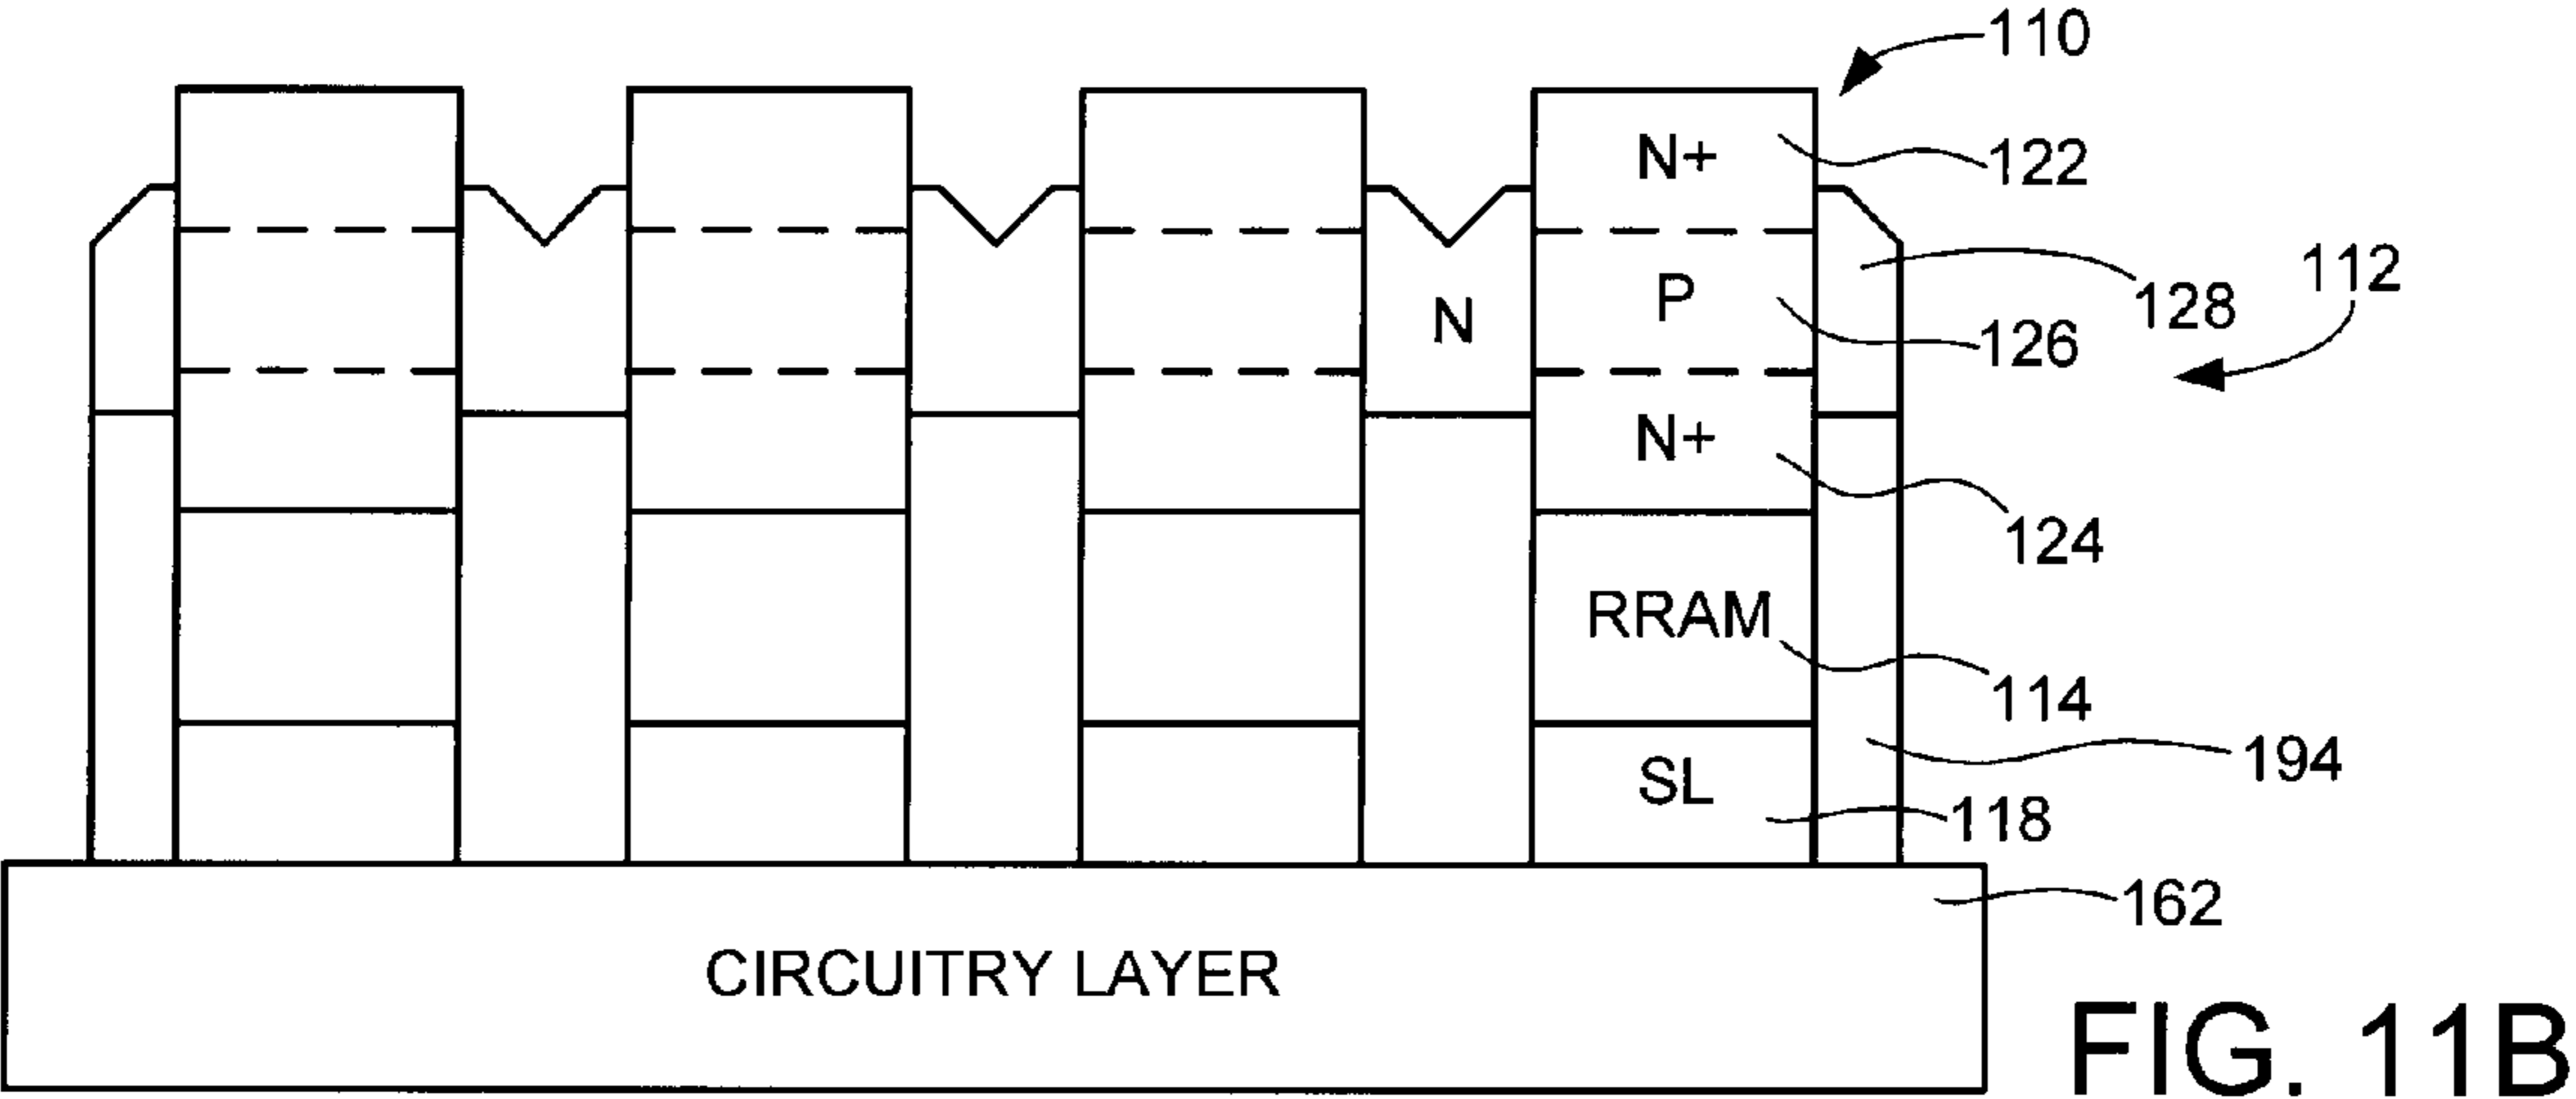 110
N+
122
112
128
P
N
126
N+
124
RRAM
114
194
SL
118
162
CIRCUITRY LAYER
FIG. 11B